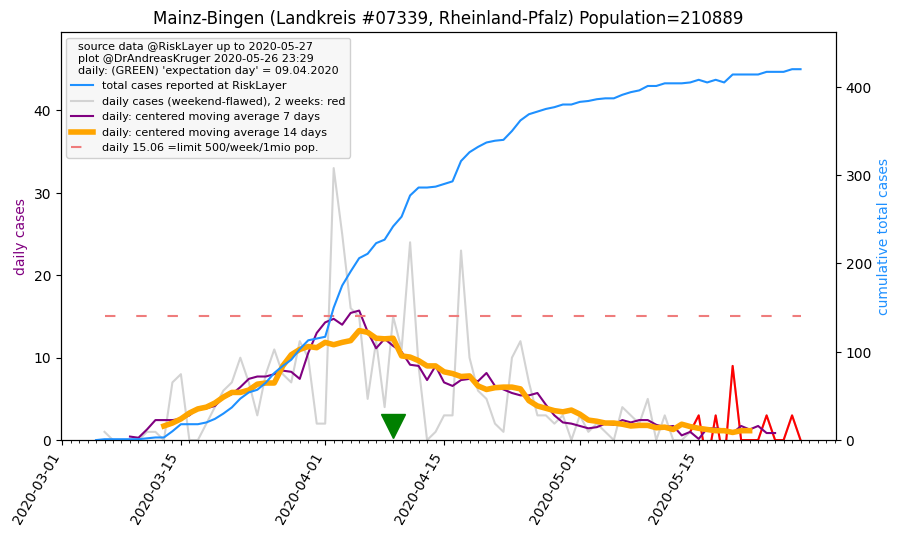 Mainz-Bingen (Landkreis #07339, Rheinland-Pfalz) Population=210889
source data @RiskLayer up to 2020-05-27
plot @DrAndreasKruger 2020-05-26 23:29
daily: (GREEN) 'expectation day' = 09.04.2020
total cases reported at RiskLayer
daily cases (weekend-flawed), 2 weeks: red
daily: centered moving average 7 days
daily: centered moving average 14 days
daily 15.06 =limit 500/week/1mio pop.
daily cases
40
30
20
10
0
400
300
200
100
0
cumulative total cases
2020-03-01
2020-03-15
2020-04-01
2020-04-15
2020-05-01
2020-05-15